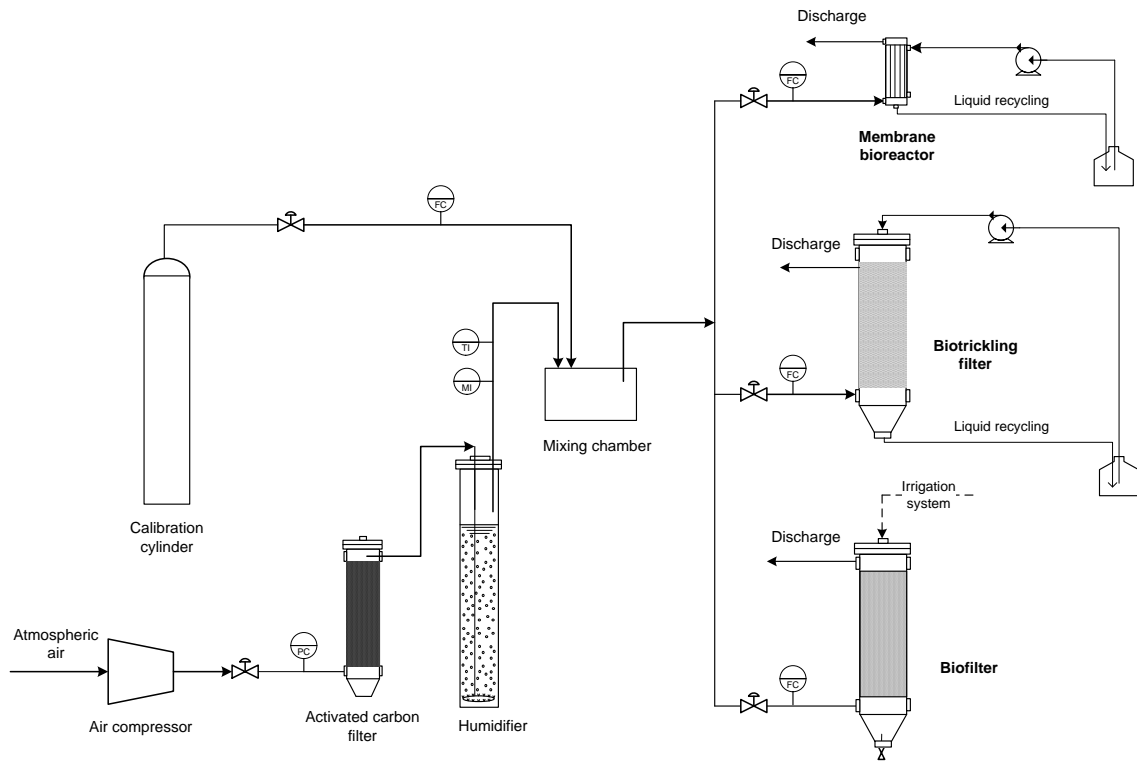 Discharge
FC
Liquid recycling
Membrane
bioreactor
FC
Discharge
TI
Biotrickling
filter
MI
FC
Mixing chamber
Liquid recycling
Irrigation
system
Calibration
cylinder
Discharge
Atmospheric
air
PC
Biofilter
FC
Air compressor
Activated carbon
filter
Humidifier